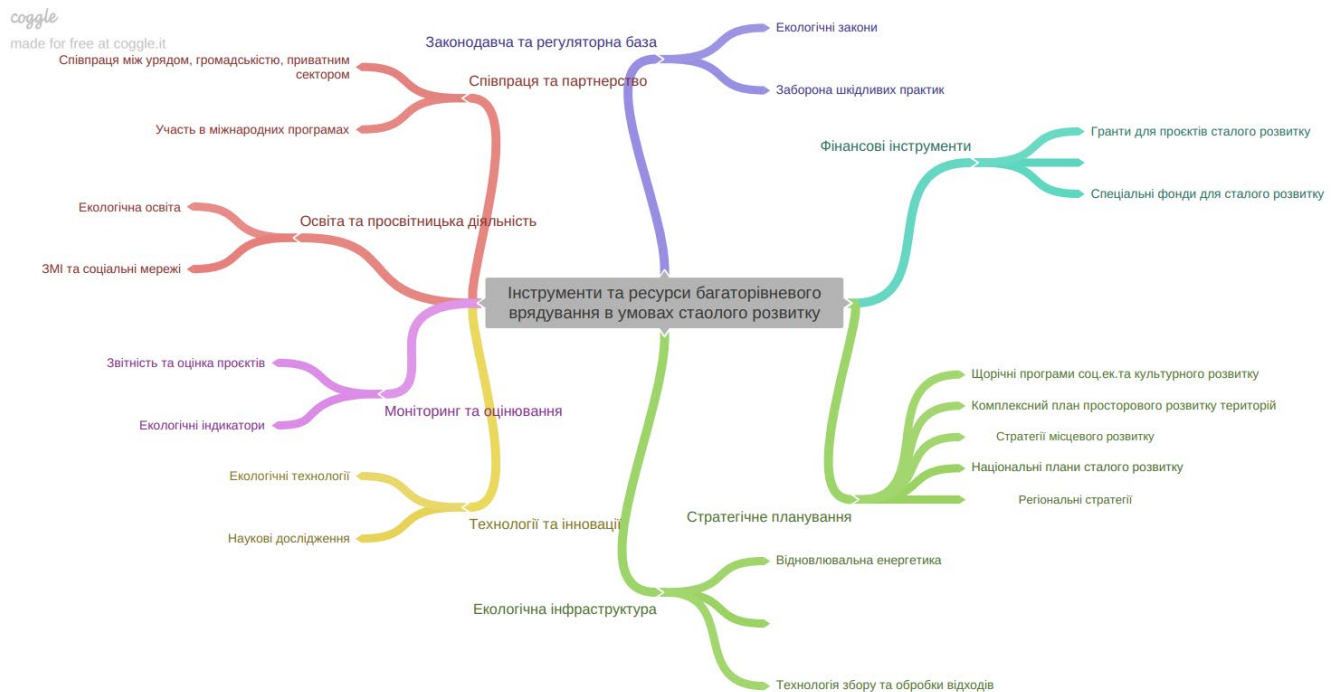 coggle
made for free at coggle.it
Законодавча та регуляторна база
Екологічні закони
Заборона шкідливих практик
Співпраця та партнерство
Співпраця між урядом, громадськістю, приватним
сектором
Участь в міжнародних програмах
Фінансові інструменти
Гранти для проєктів сталого розвитку
Спеціальні фонди для сталого розвитку
Освіта та просвітницька діяльність
Екологічна освіта
ЗМІ та соціальні мережі
Інструменти та ресурси багаторівневого
врядування в умовах стаолого розвитку
Моніторинг та оцінювання
Звітність та оцінка проєктів
Екологічні індикатори
Стратегічне планування
Щорічні програми соц.ек.та культурного розвитку
Комплексний план просторового розвитку територій
Стратегії місцевого розвитку
Національні плани сталого розвитку
Регіональні стратегії
Технології та інновації
Екологічні технології
Наукові дослідження
Екологічна інфраструктура
Відновлювальна енергетика
Технологія збору та обробки відходів